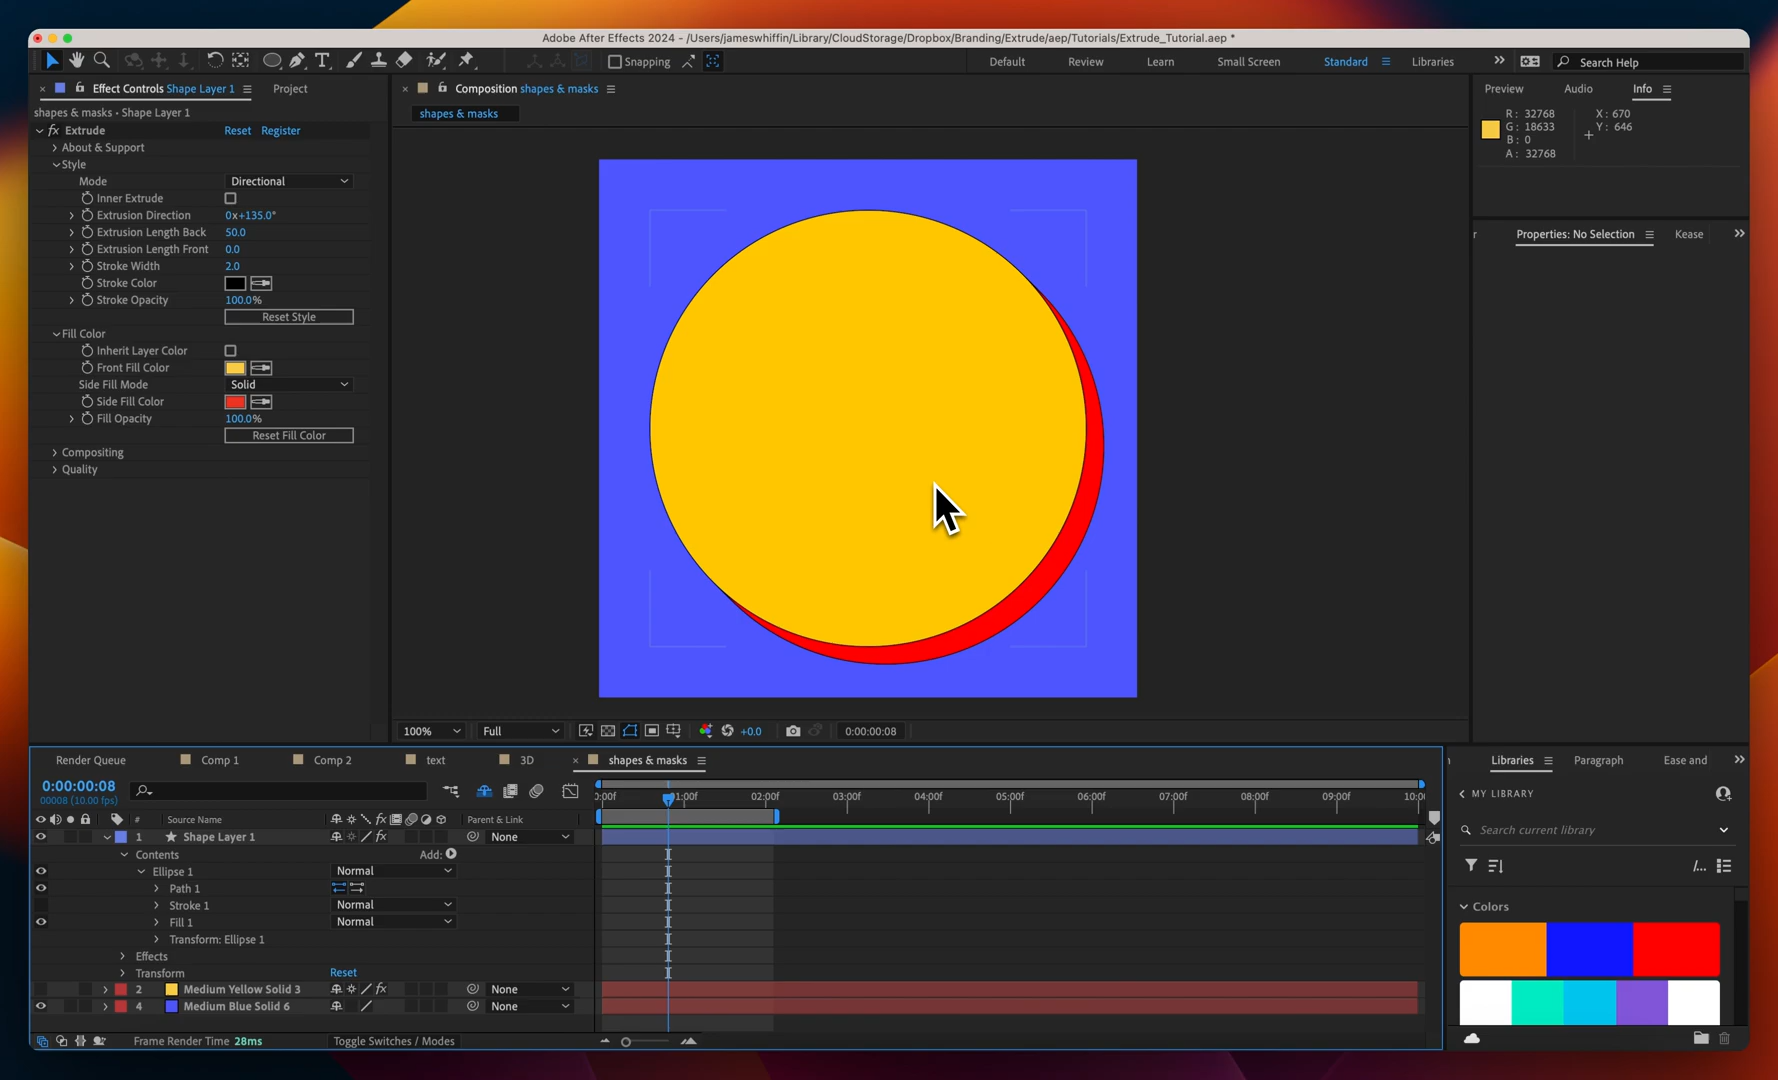 Adobe After Effects 2024 - /Users/jameswhiffin/Library/CloudStorage/Dropbox/Branding/Extrude/aep/Tutorials/Extrude_Tutorial.aep *
Snapping
Default Review Learn Small Screen Standard Libraries
Search Help
Effect Controls Shape Layer 1
Project
shapes & masks • Shape Layer 1
fx Extrude Reset Register
About & Support
Style
Mode Directional
Inner Extrude
Extrusion Direction 0x+135.0°
Extrusion Length Back 50.0
Extrusion Length Front 0.0
Stroke Width 2.0
Stroke Color
Stroke Opacity 100.0%
Reset Style
Fill Color
Inherit Layer Color
Front Fill Color
Side Fill Mode Solid
Side Fill Color
Fill Opacity 100.0%
Reset Fill Color
Compositing
Quality
Composition shapes & masks
shapes & masks
100% Full +0.0 0:00:00:08
Preview Audio Info
R: 32768
G: 18633
B: 0
A: 32768
X: 670
Y: 646
Properties: No Selection Kease
Render Queue Comp 1 Comp 2 text 3D shapes & masks
0:00:00:08
00008 (10.00 fps)
# Source Name fx Parent & Link
01:00f 02:00f 03:00f 04:00f 05:00f 06:00f 07:00f 08:00f 09:00f
1 Shape Layer 1 fx None
Contents Add:
Ellipse 1 Normal
Path 1
Stroke 1 Normal
Fill 1 Normal
Transform: Ellipse 1
Effects
Transform Reset
2 Medium Yellow Solid 3 fx None
4 Medium Blue Solid 6 None
Frame Render Time 28ms Toggle Switches / Modes
Libraries Paragraph Ease and
MY LIBRARY
Search current library
Colors